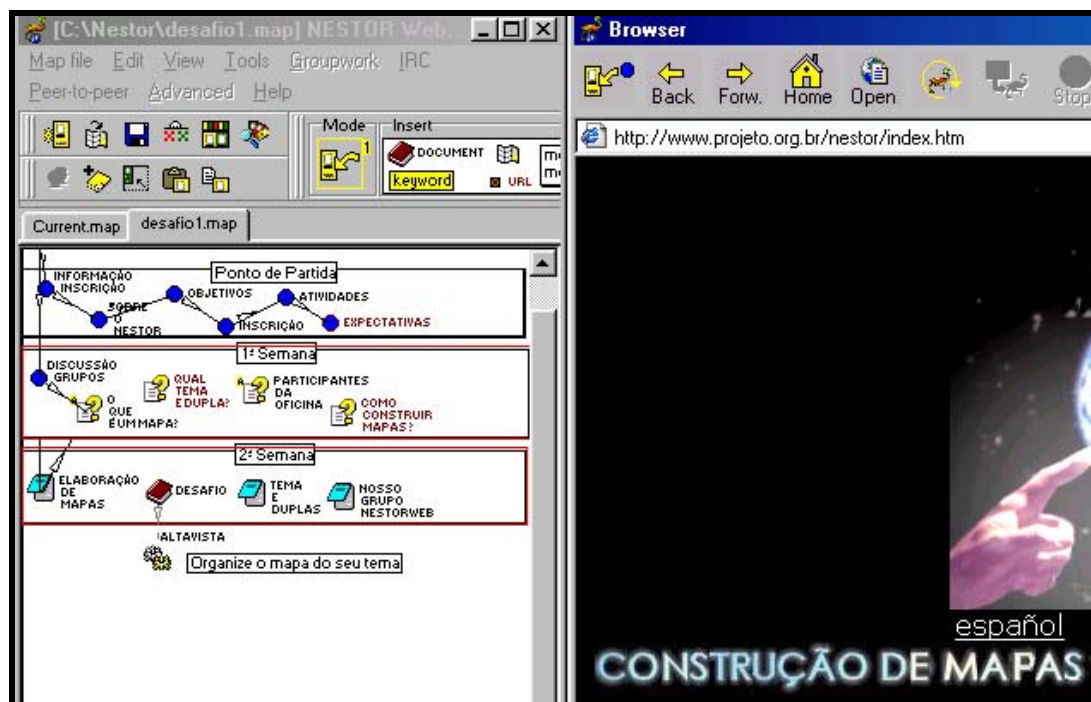 [C:\Nestor\desafio1.map] NESTOR Web.
Map file Edit View Tools Groupwork IRC
Peer-to-peer Advanced Help
Mode
1
Insert
DOCUMENT
keyword
URL
Current.map
desafio1.map
Ponto de Partida
INFORMAÇÃO
INSCRIÇÃO
SOBRE
O
NESTOR
OBJETIVOS
INSCRIÇÃO
ATIVIDADES
EXPECTATIVAS
1ª Semana
DISCUSSÃO
GRUPOS
O
QUE
É UM MAPA?
QUAL
TEMA
E DUPLA?
PARTICIPANTES
DA
OFICINA
COMO
CONSTRUIR
MAPAS?
2ª Semana
ELABORAÇÃO
DE
MAPAS
DESAFIO
TEMA
E
DUPLAS
NOSSO
GRUPO
NESTORWEB
ALTAVISTA
Organize o mapa do seu tema
Browser
Back
Forw.
Home
Open
Stop
http://www.projeto.org.br/nestor/index.htm
español
CONSTRUÇÃO DE MAPAS